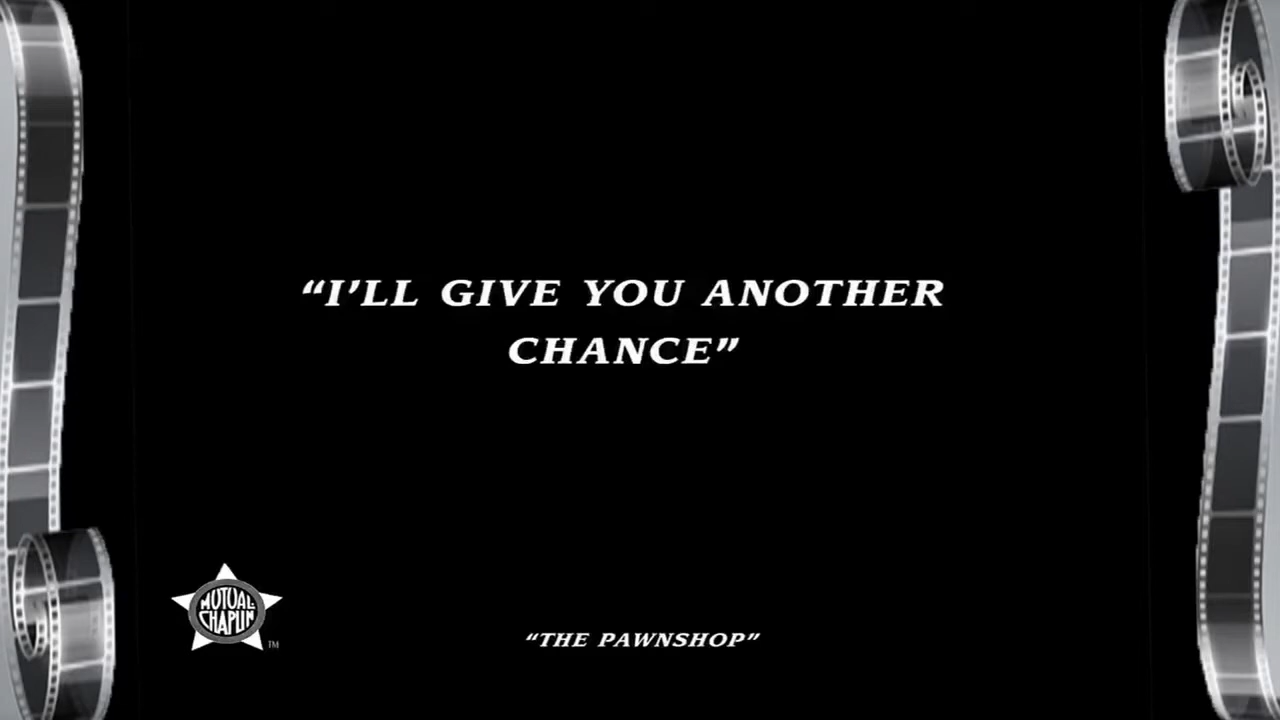 “I’LL GIVE YOU ANOTHER
CHANCE”
MUTUAL
CHAPLIN
TM
“THE PAWNSHOP”